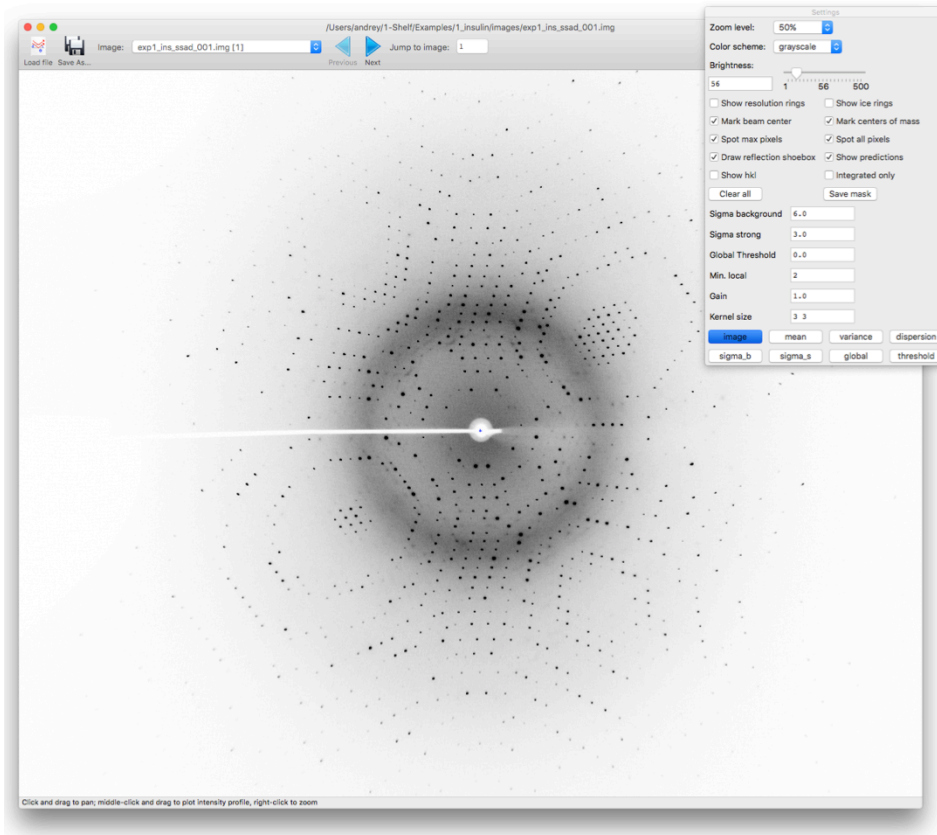 /Users/andrey/1-Shelf/Examples/1_insulin/images/exp1_ins_ssad_001.img
Image: exp1_ins_ssad_001.img [1] Jump to image: 1
Load file Save As... Previous Next
Settings
Zoom level: 50%
Color scheme: grayscale
Brightness:
56 1 56 500
Show resolution rings Show ice rings
Mark beam center Mark centers of mass
Spot max pixels Spot all pixels
Draw reflection shoebox Show predictions
Show hkl Integrated only
Clear all Save mask
Sigma background 6.0
Sigma strong 3.0
Global Threshold 0.0
Min. local 2
Gain 1.0
Kernel size 3 3
image mean variance dispersion
sigma_b sigma_s global threshold
Click and drag to pan; middle-click and drag to plot intensity profile, right-click to zoom